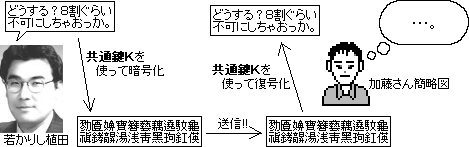 どうする？8割ぐらい
不可にしちゃおっか。
共通鍵Kを
使って暗号化
若かりし植田
送信!!
どうする？8割ぐらい
不可にしちゃおっか。
共通鍵Kを
使って復号化
…。
加藤さん簡略図